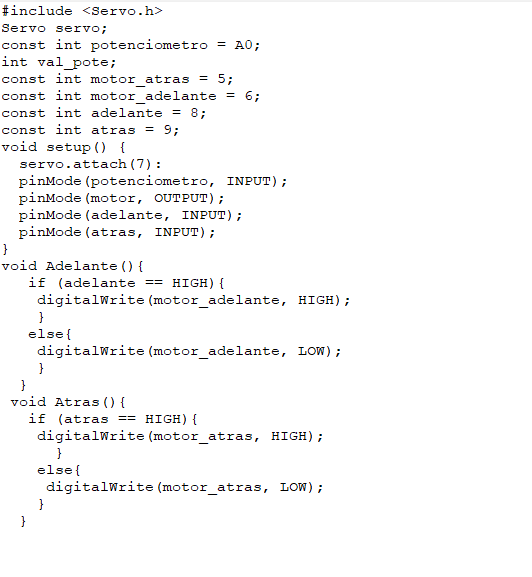 #include <Servo.h>
Servo servo;
const int potenciometro = A0;
int val_pote;
const int motor_atras = 5;
const int motor_adelante = 6;
const int adelante = 8;
const int atras = 9;
void setup() {
  servo.attach(7):
  pinMode(potenciometro, INPUT);
  pinMode(motor, OUTPUT);
  pinMode(adelante, INPUT);
  pinMode(atras, INPUT);
}
void Adelante(){
   if (adelante == HIGH){
    digitalWrite(motor_adelante, HIGH);
    }
   else{
    digitalWrite(motor_adelante, LOW);
    }
  }
 void Atras(){
   if (atras == HIGH){
    digitalWrite(motor_atras, HIGH);
      }
    else{
     digitalWrite(motor_atras, LOW);
    }
  }